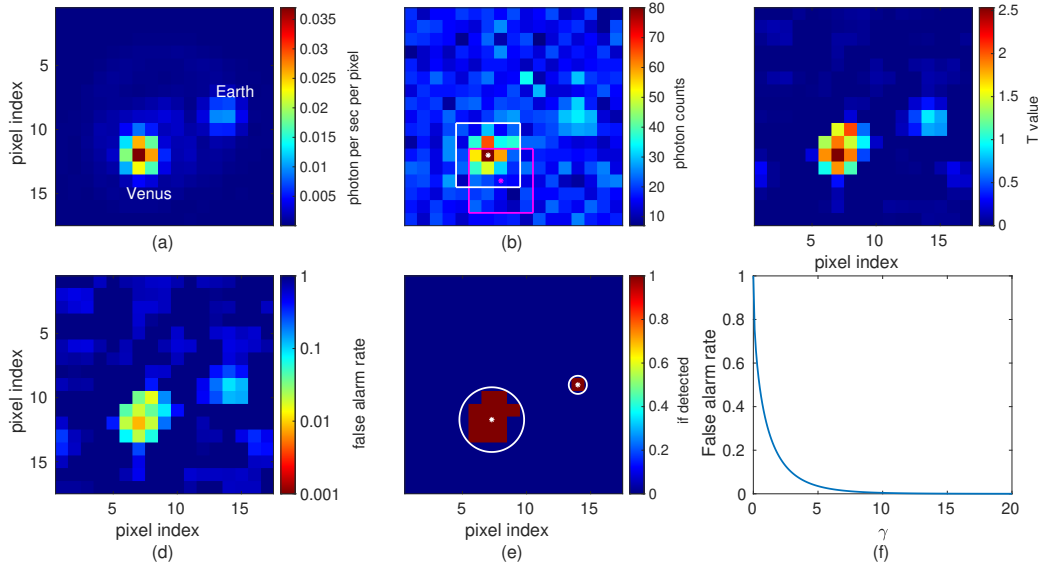 5
10
15
pixel index
Earth
Venus
(a)
0.035
0.03
0.025
0.02
0.015
0.01
0.005
photon per sec per pixel
(b)
80
70
60
50
40
30
20
10
photon counts
5 10 15
pixel index
2.5
2
1.5
1
0.5
0
T value
5
10
15
pixel index
5 10 15
pixel index
(d)
1
0.1
0.01
0.001
false alarm rate
5 10 15
pixel index
(e)
1
0.8
0.6
0.4
0.2
0
if detected
1
0.8
0.6
0.4
0.2
0
False alarm rate
0 5 10 15 20
γ
(f)